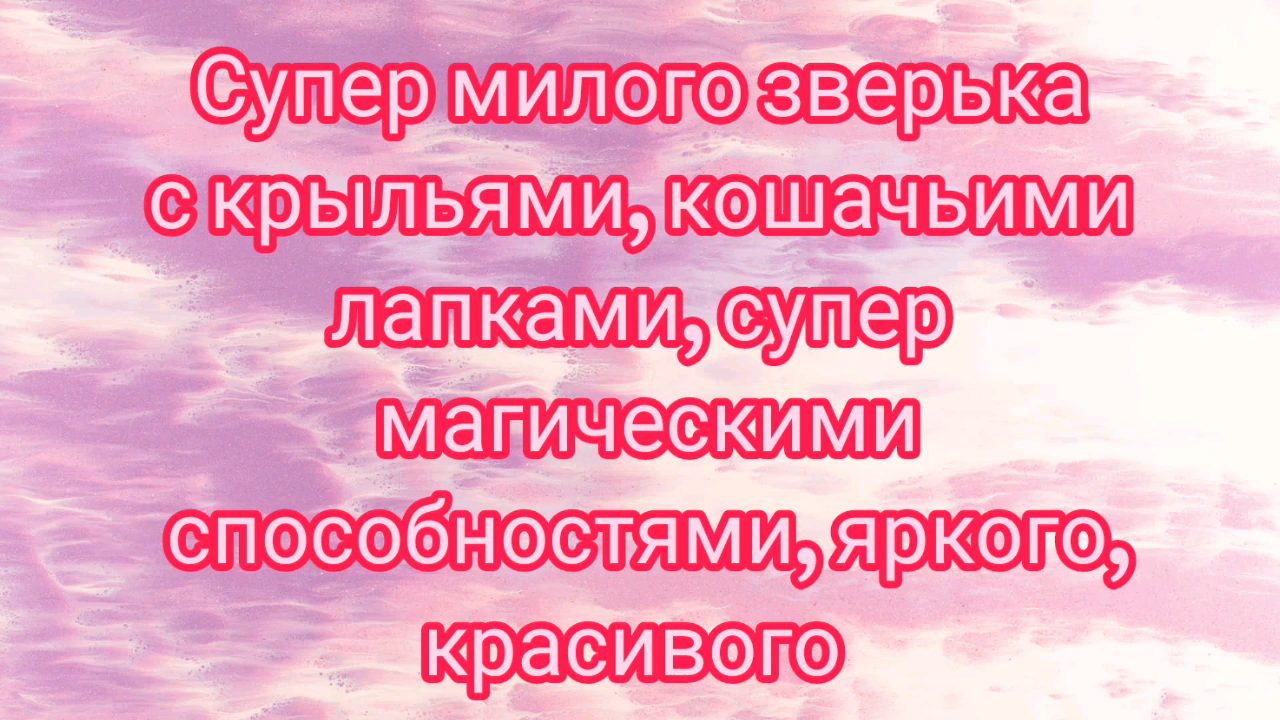 Супер милого зверька
с крыльями, кошачьими
лапками, супер
магическими
способностями, яркого,
красивого